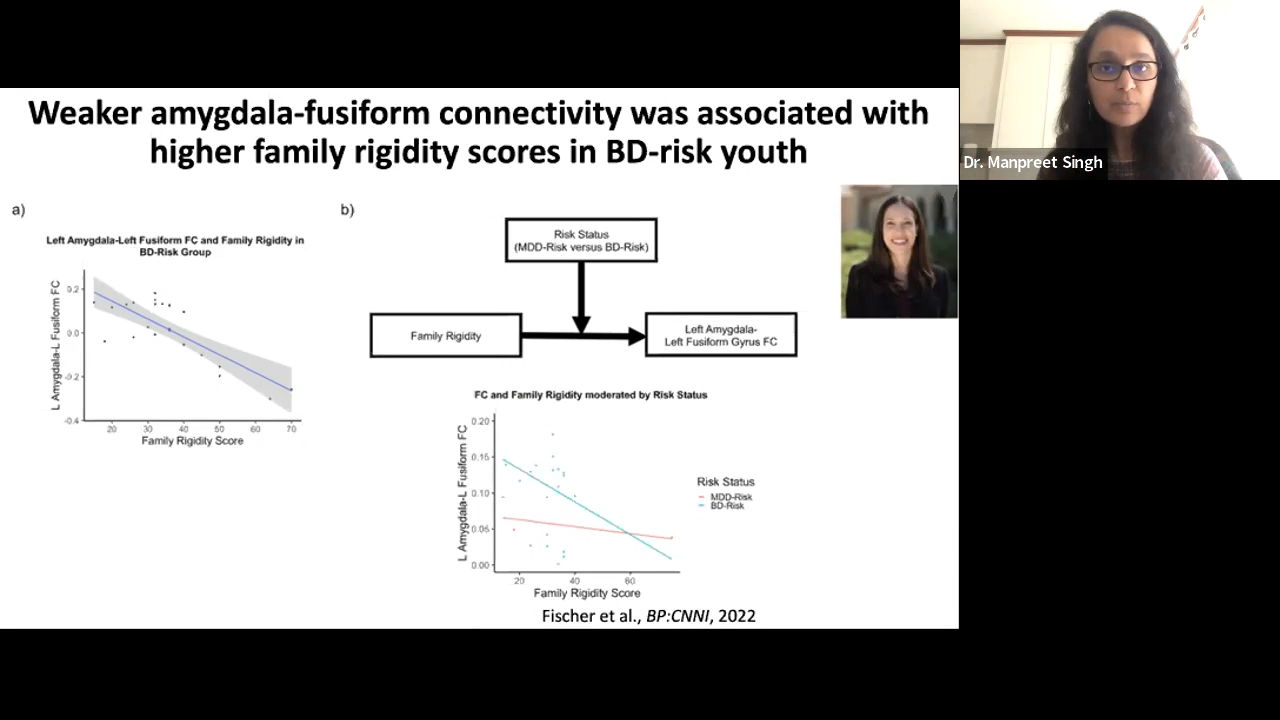 Weaker amygdala-fusiform connectivity was associated with
higher family rigidity scores in BD-risk youth
Dr. Manpreet Singh
a)
Left Amygdala-Left Fusiform FC and Family Rigidity in
BD-Risk Group
L Amygdala-L Fusiform FC
0.2
0.0
-0.2
-0.4
20 30 40 50 60 70
Family Rigidity Score
b)
Risk Status
(MDD-Risk versus BD-Risk)
Family Rigidity
Left Amygdala-
Left Fusiform Gyrus FC
FC and Family Rigidity moderated by Risk Status
L Amygdala-L Fusiform FC
0.20
0.15
0.10
0.05
0.00
20 40 60
Family Rigidity Score
Risk Status
MDD-Risk
BD-Risk
Fischer et al., BP:CNNI, 2022